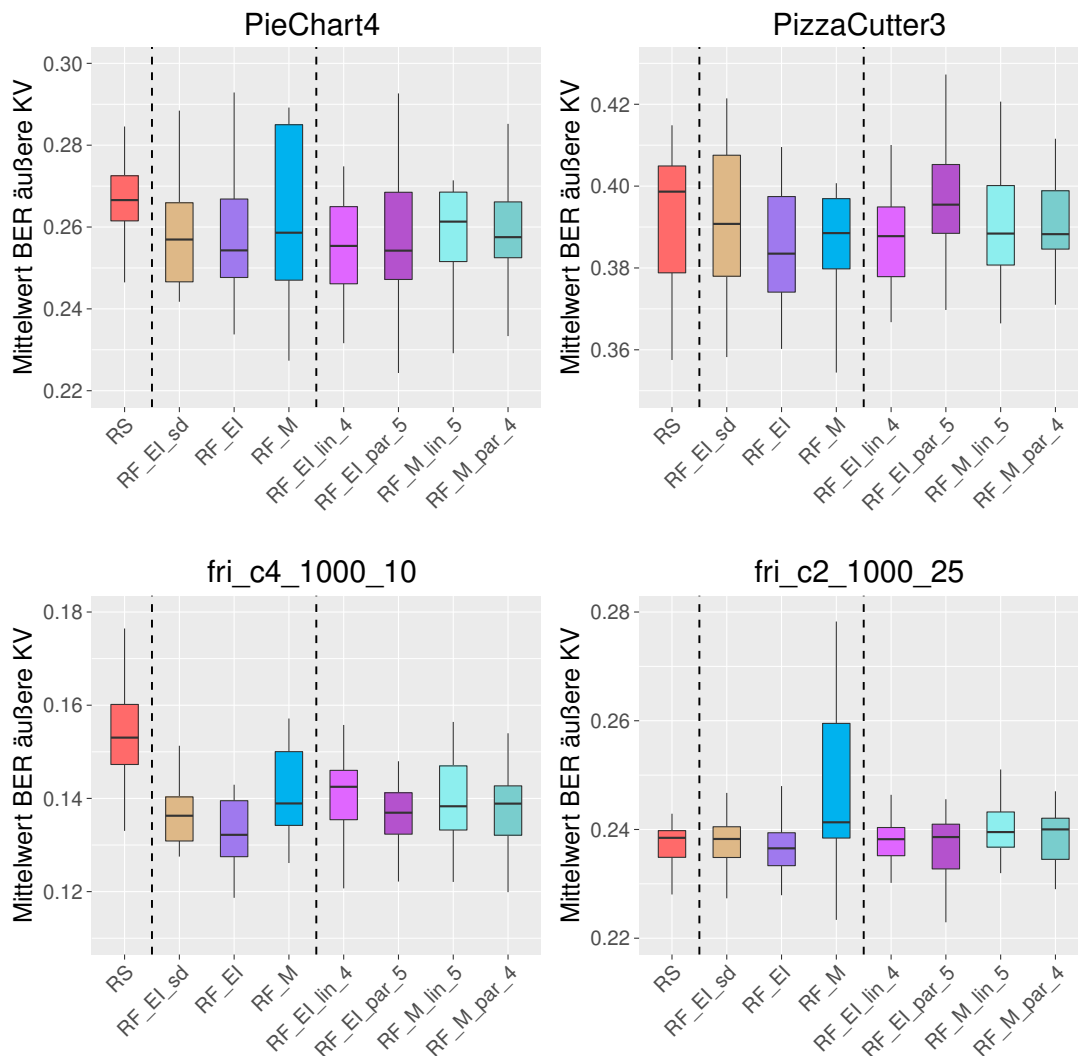 PieChart4
Mittelwert BER äußere KV
0.30
0.28
0.26
0.24
0.22
RS
RF_EI_sd
RF_EI
RF_M
RF_EI_lin_4
RF_EI_par_5
RF_M_lin_5
RF_M_par_4
PizzaCutter3
Mittelwert BER äußere KV
0.42
0.40
0.38
0.36
RS
RF_EI_sd
RF_EI
RF_M
RF_EI_lin_4
RF_EI_par_5
RF_M_lin_5
RF_M_par_4
fri_c4_1000_10
Mittelwert BER äußere KV
0.18
0.16
0.14
0.12
RS
RF_EI_sd
RF_EI
RF_M
RF_EI_lin_4
RF_EI_par_5
RF_M_lin_5
RF_M_par_4
fri_c2_1000_25
Mittelwert BER äußere KV
0.28
0.26
0.24
0.22
RS
RF_EI_sd
RF_EI
RF_M
RF_EI_lin_4
RF_EI_par_5
RF_M_lin_5
RF_M_par_4